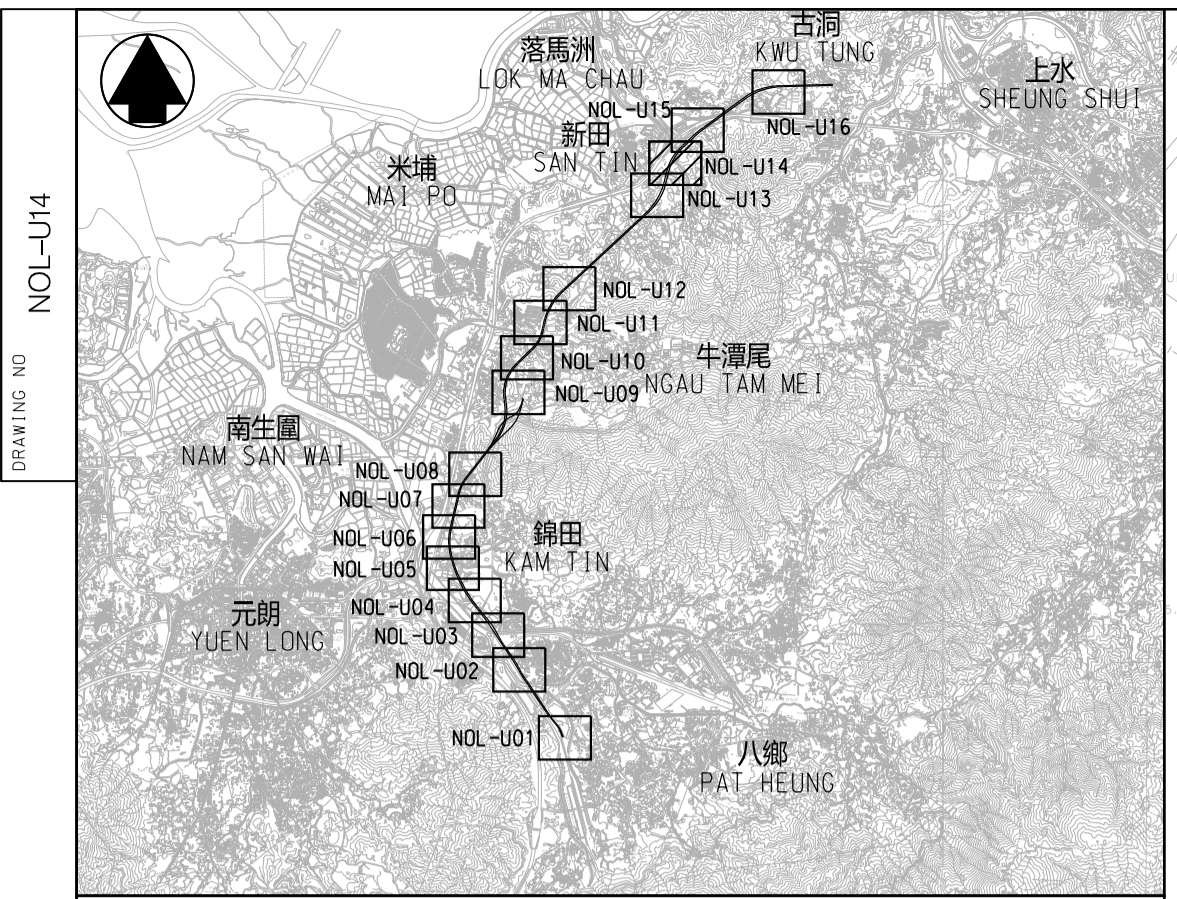 NOL-U14
DRAWING NO
古洞
KWU TUNG
落馬洲
LOK MA CHAU
上水
SHEUNG SHUI
NOL-U15
NOL-U16
新田
SAN TIN
NOL-U14
米埔
MAI PO
NOL-U13
NOL-U12
NOL-U11
牛潭尾
NGAU TAM MEI
NOL-U10
NOL-U09
南生圍
NAM SAN WAI
NOL-U08
NOL-U07
錦田
KAM TIN
NOL-U06
NOL-U05
元朗
YUEN LONG
NOL-U04
NOL-U03
NOL-U02
NOL-U01
八鄉
PAT HEUNG